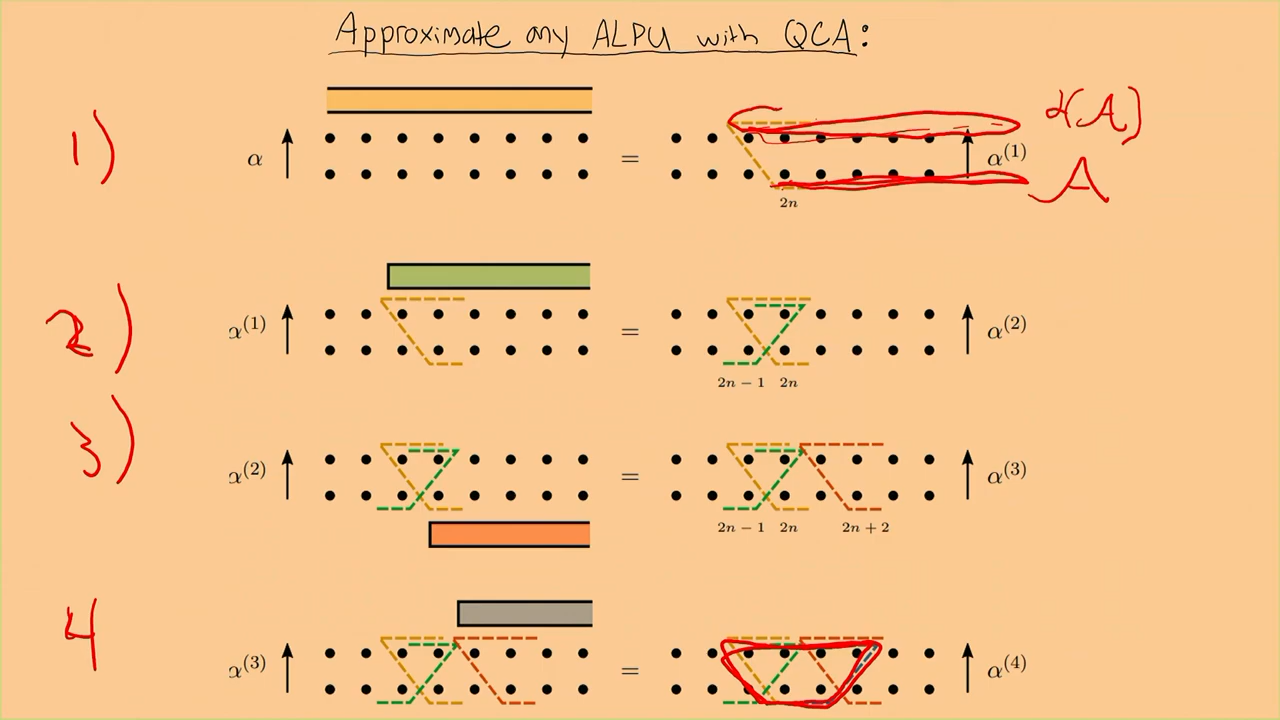 Approximate any ALPU with QCA:
1)
α
=
α(1)
α(A)
A
2n
2)
α(1)
=
α(2)
2n − 1 2n
3)
α(2)
=
α(3)
2n − 1 2n 2n + 2
4
α(3)
=
α(4)